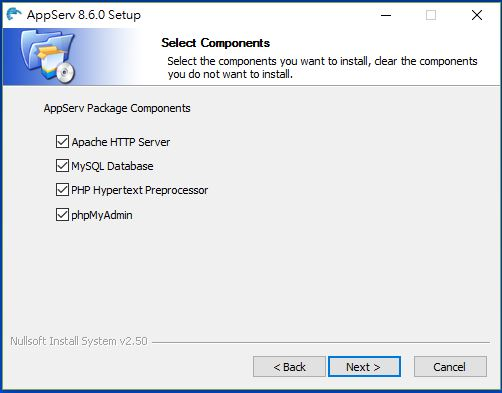 AppServ 8.6.0 Setup
Select Components
Select the components you want to install, clear the components
you do not want to install.
AppServ Package Components
Apache HTTP Server
MySQL Database
PHP Hypertext Preprocessor
phpMyAdmin
Nullsoft Install System v2.50
< Back
Next >
Cancel